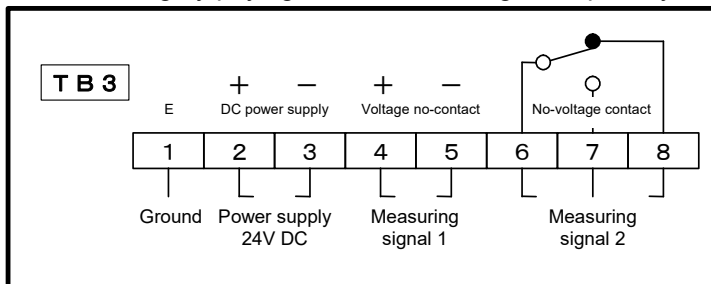 TB3
+ − + −
E DC power supply Voltage no-contact No-voltage contact
1 2 3 4 5 6 7 8
Ground Power supply Measuring Measuring
24V DC signal 1 signal 2